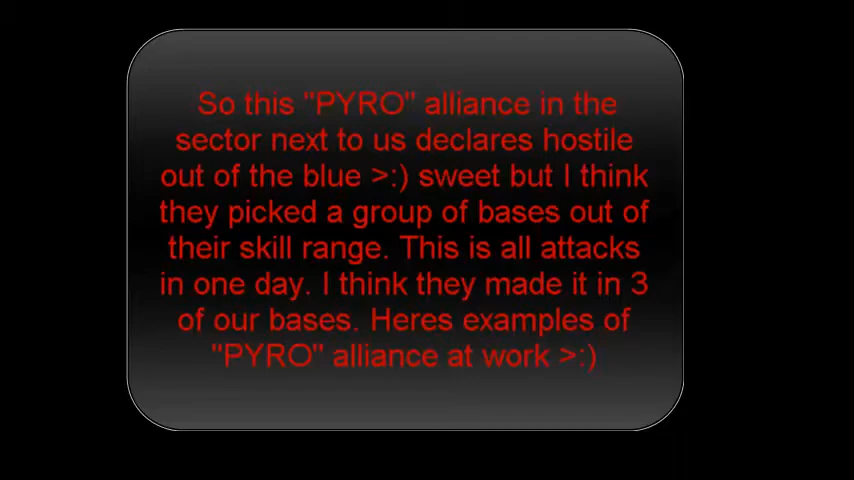 So this "PYRO" alliance in the
sector next to us declares hostile
out of the blue >:) sweet but I think
they picked a group of bases out of
their skill range. This is all attacks
in one day. I think they made it in 3
of our bases. Heres examples of
"PYRO" alliance at work >:)